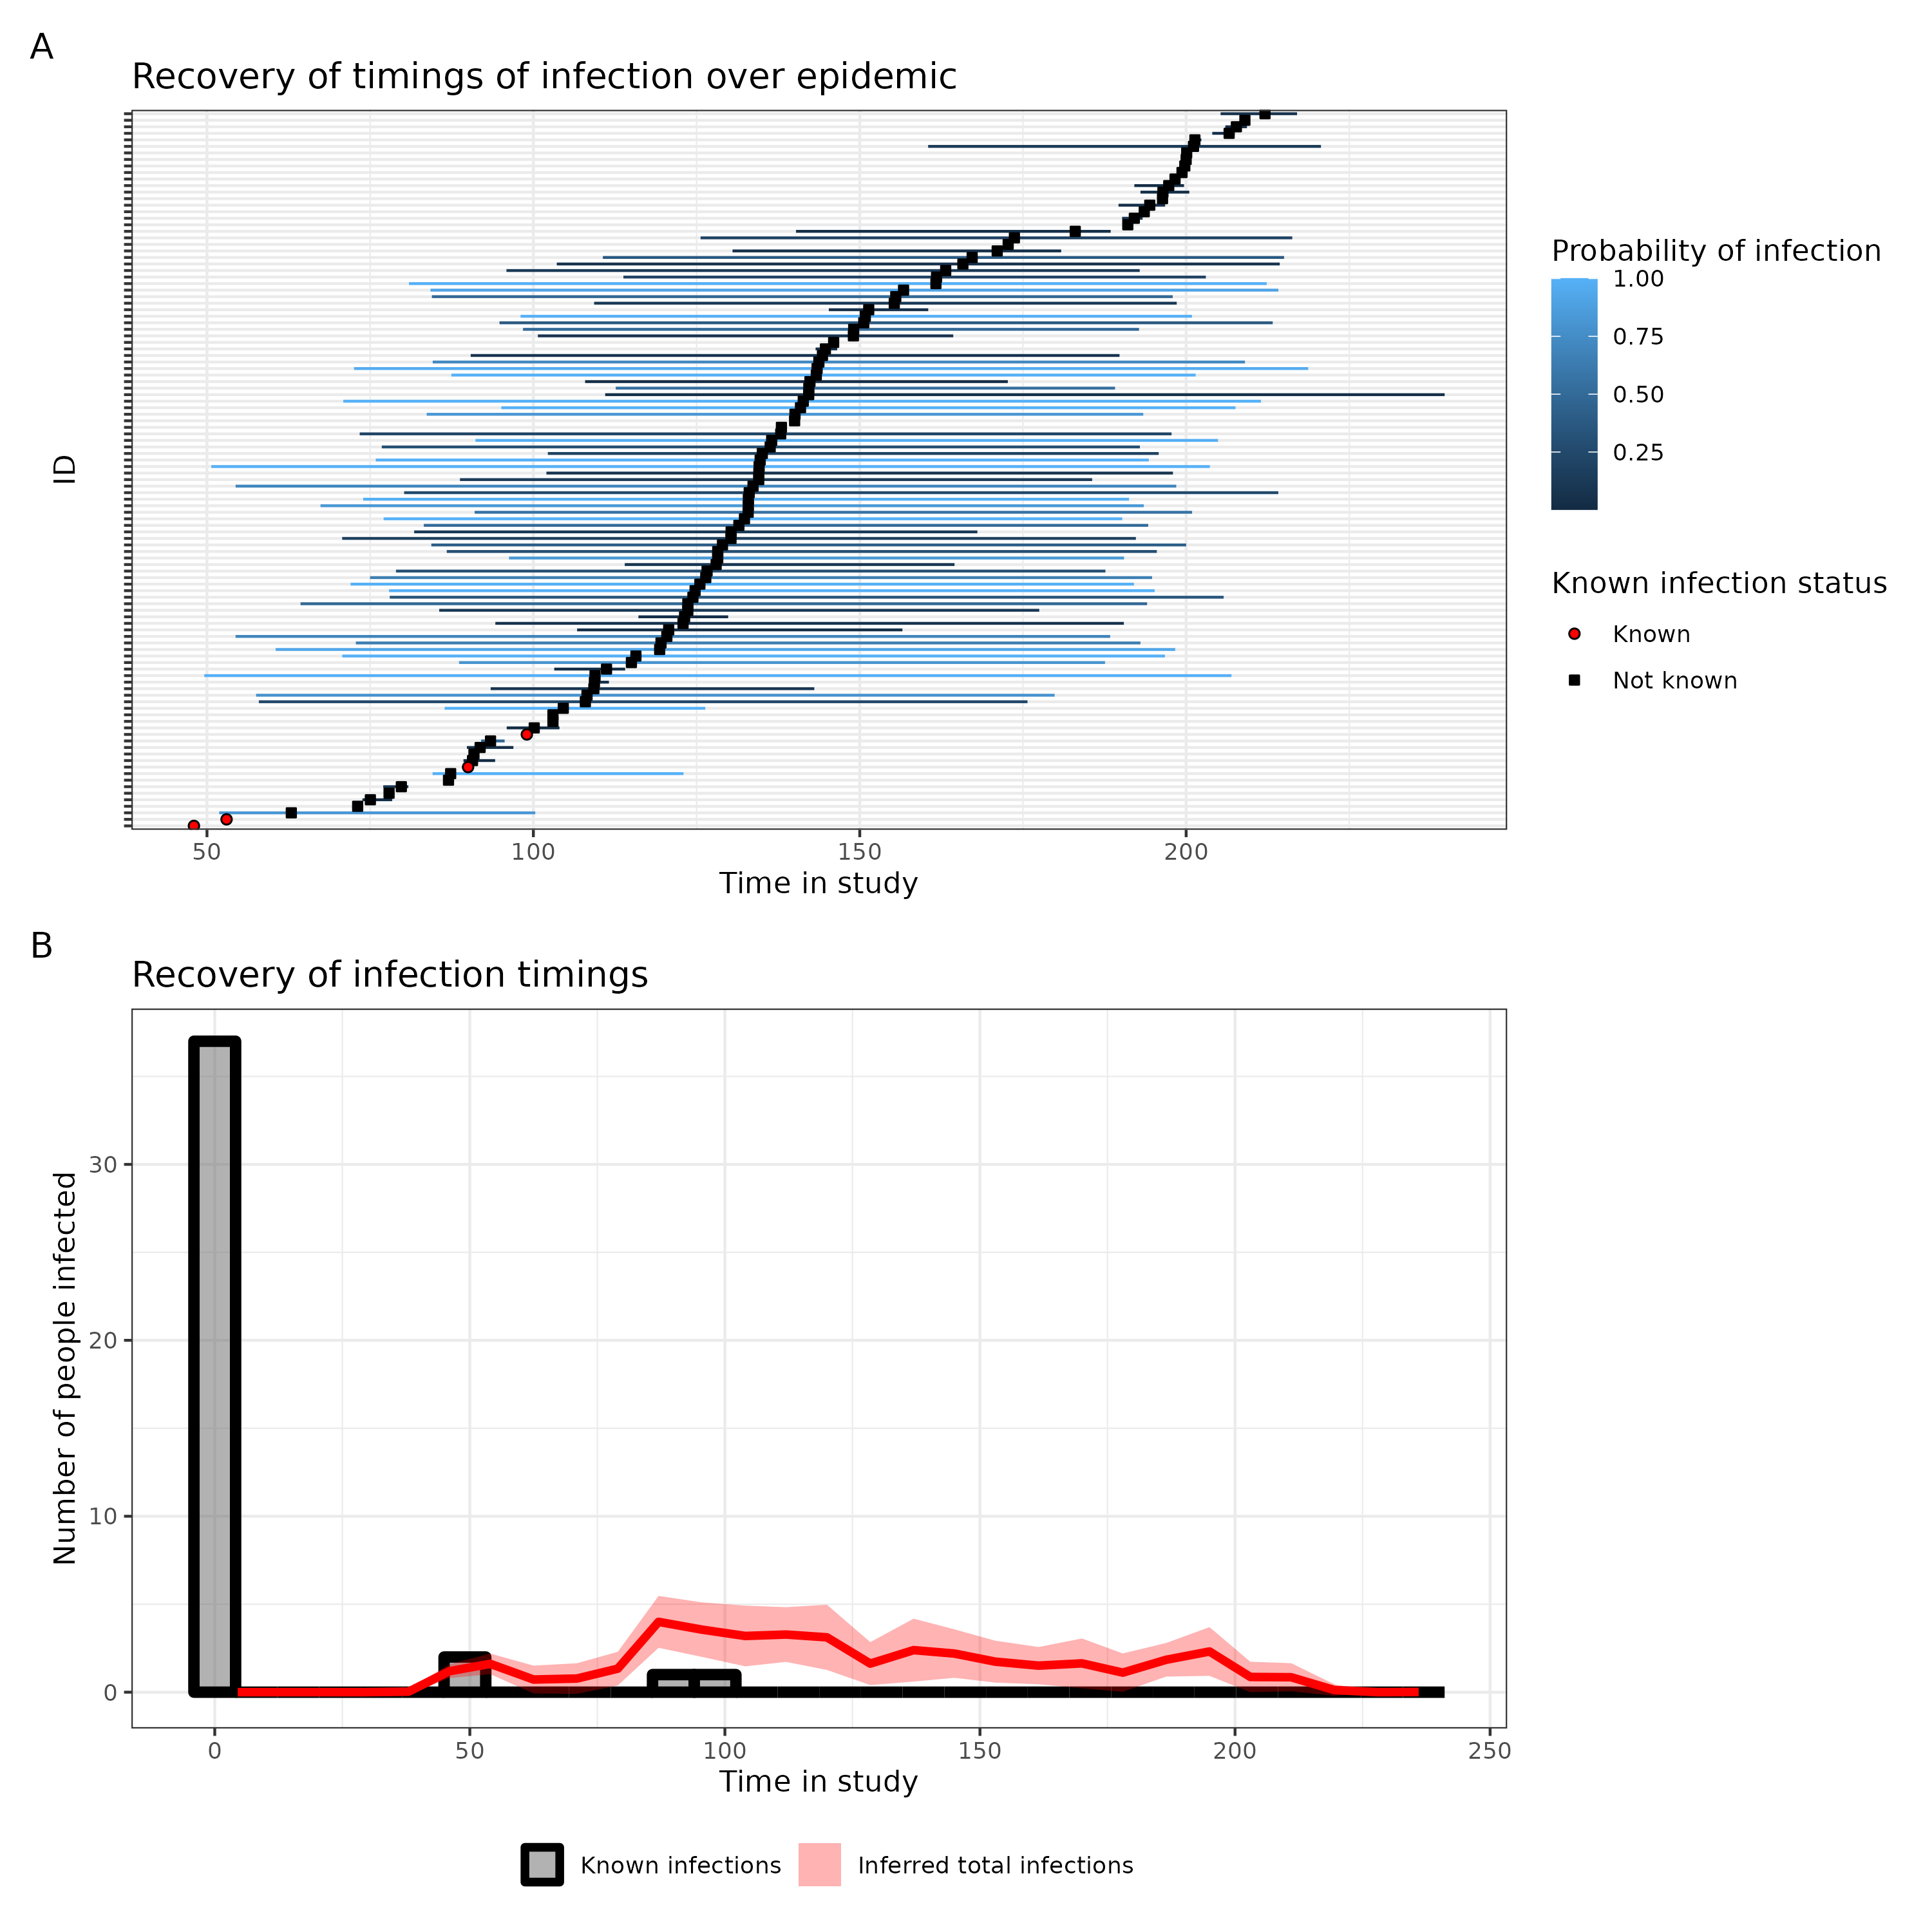 A
Recovery of timings of infection over epidemic
ID
50 100 150 200
Time in study
Probability of infection
1.00
0.75
0.50
0.25
Known infection status
Known
Not known
B
Recovery of infection timings
Number of people infected
30
20
10
0
0 50 100 150 200 250
Time in study
Known infections Inferred total infections